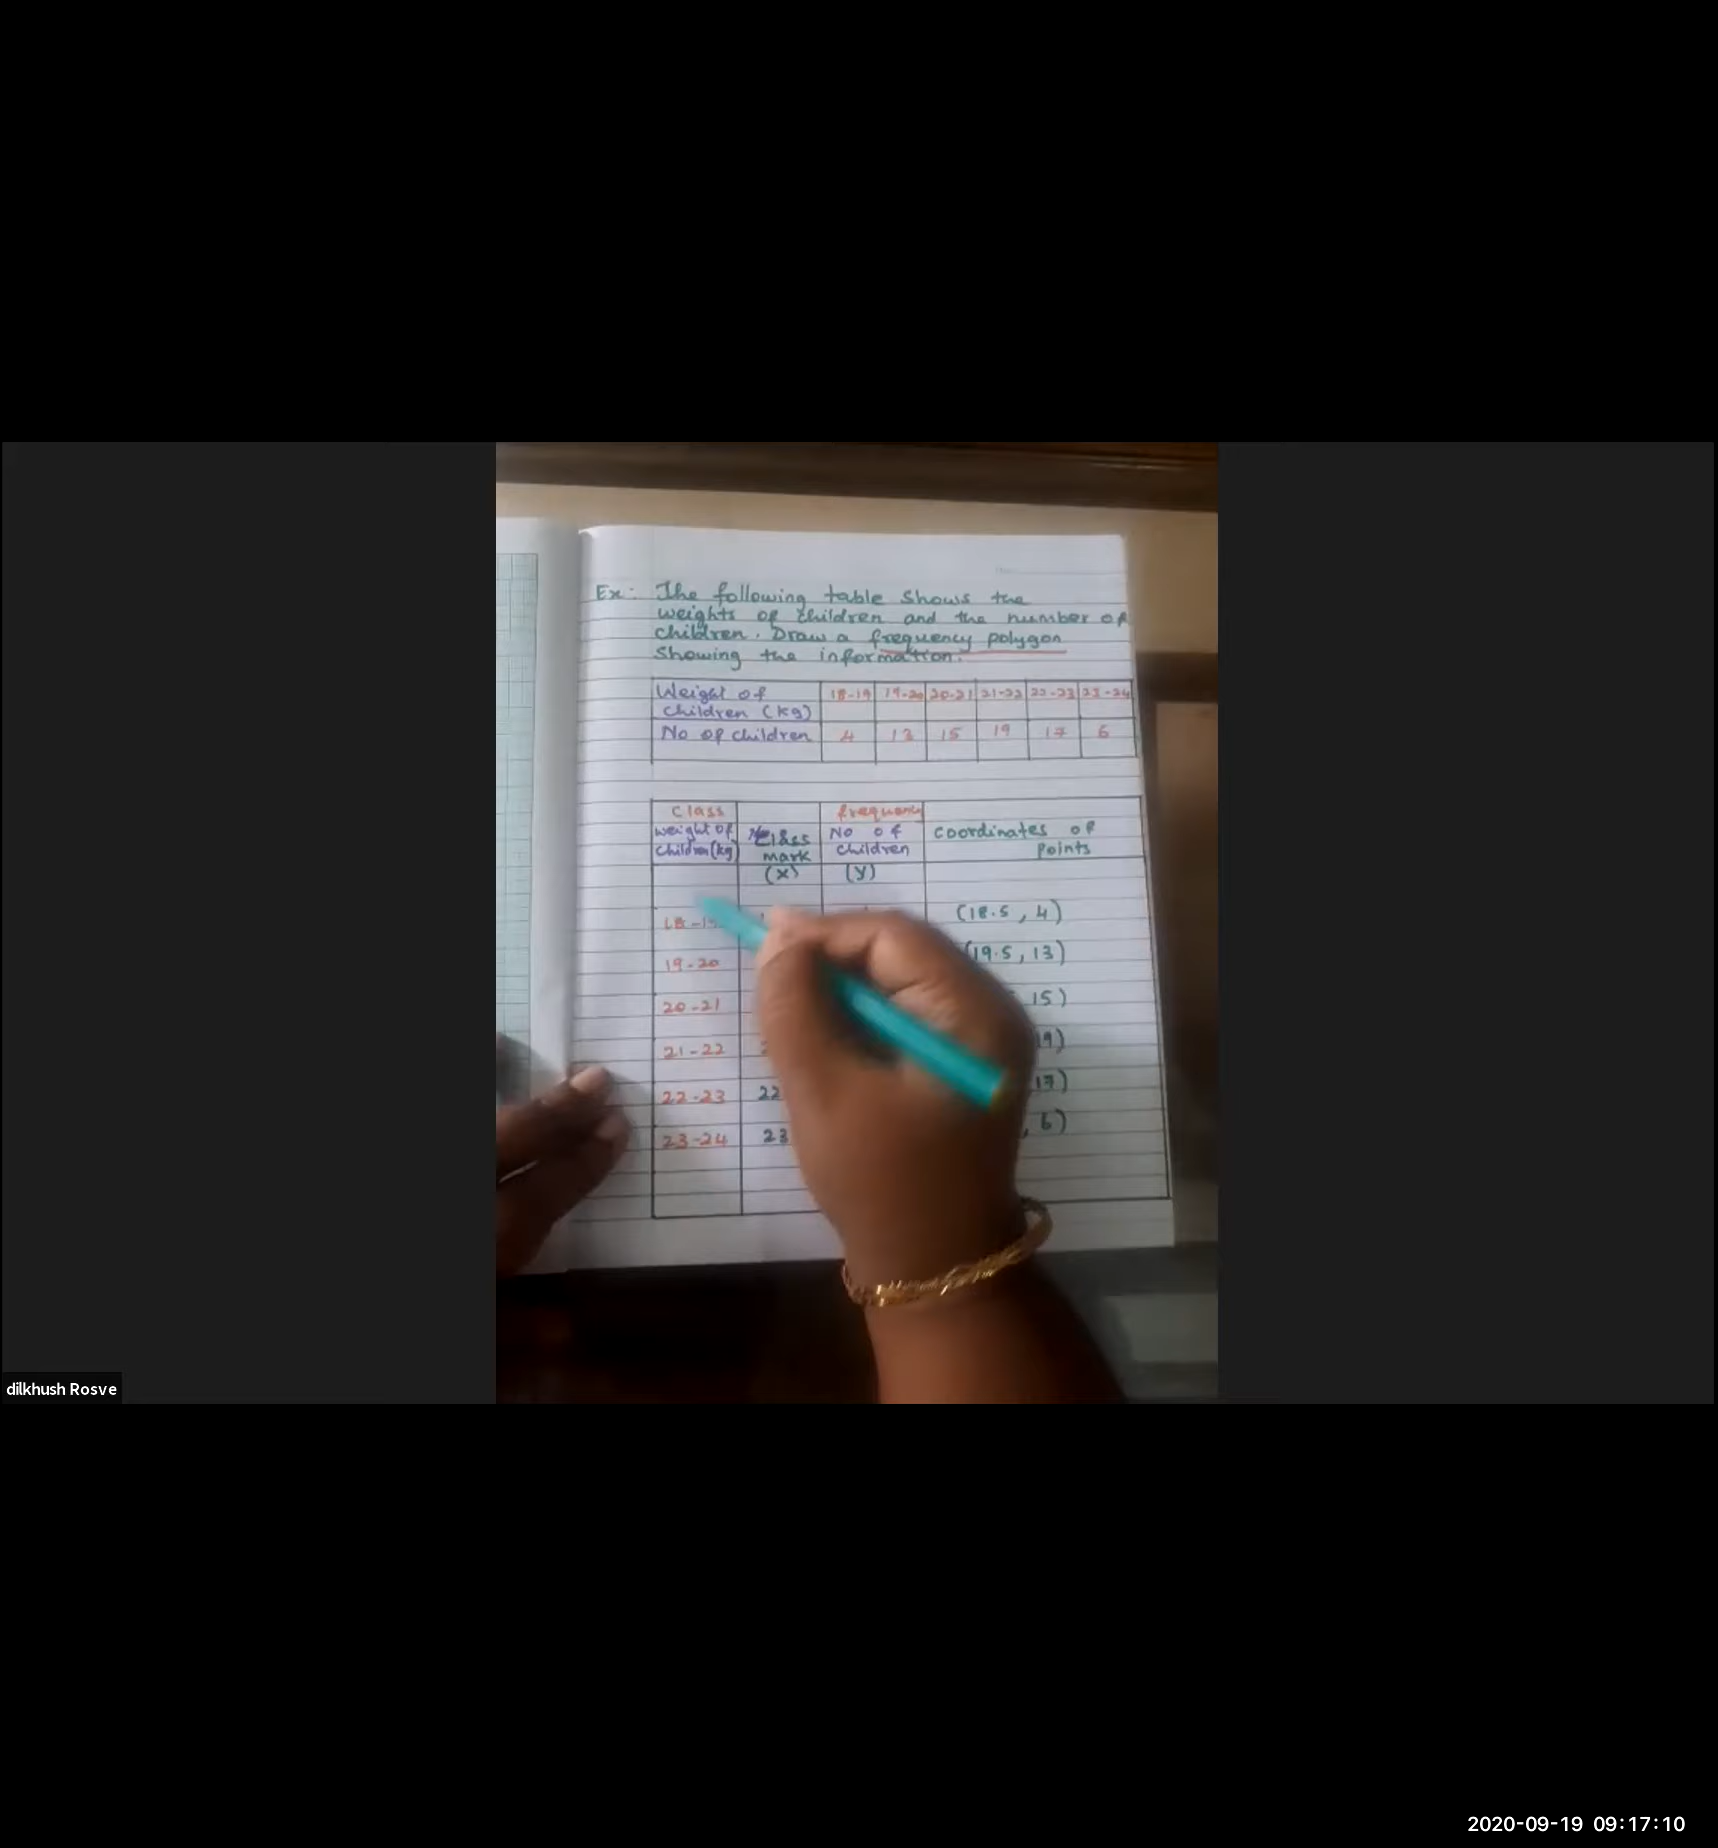 Ex: The following table shows the
weights of children and the number of
children. Draw a frequency polygon
showing the information.
Weight of children (kg) 18-19 19-20 20-21 21-22 22-23 23-24
No of children 4 13 15 19 17 6
Class frequency
weight of children (kg) Class mark (x) No of children (y) Coordinates of points
18-19 (18.5, 4)
19-20 (19.5, 13)
20-21 15)
21-22 19)
22-23 22 17)
23-24 23 , 6)
dilkhush Rosve
2020-09-19 09:17:10